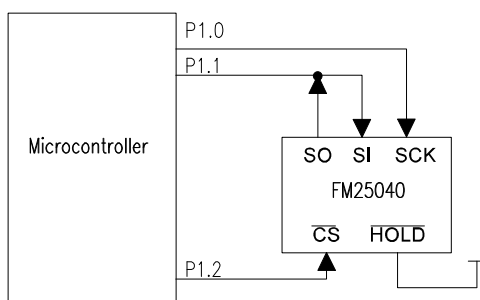 P1.0
P1.1
Microcontroller
SO SI SCK
FM25040
CS HOLD
P1.2